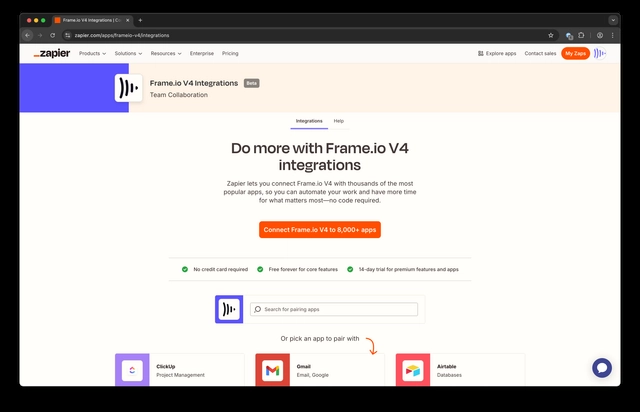 Frame.io V4 Integrations | Co
zapier.com/apps/frameio-v4/integrations
zapier
Products
Solutions
Resources
Enterprise
Pricing
Explore apps
Contact sales
My Zaps
Frame.io V4 Integrations
Beta
Team Collaboration
Integrations
Help
Do more with Frame.io V4
integrations
Zapier lets you connect Frame.io V4 with thousands of the most
popular apps, so you can automate your work and have more time
for what matters most—no code required.
Connect Frame.io V4 to 8,000+ apps
No credit card required
Free forever for core features
14-day trial for premium features and apps
Search for pairing apps
Or pick an app to pair with
ClickUp
Project Management
Gmail
Email, Google
Airtable
Databases